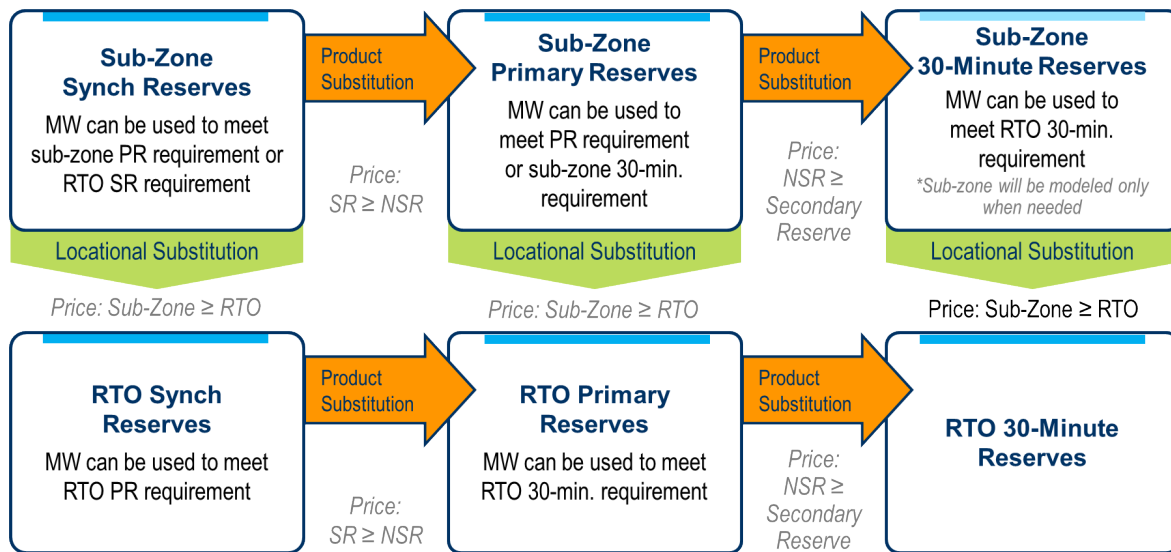 Sub-Zone
Synch Reserves
MW can be used to meet
sub-zone PR requirement or
RTO SR requirement
Product
Substitution
Price:
SR ≥ NSR
Sub-Zone
Primary Reserves
MW can be used to
meet PR requirement
or sub-zone 30-min.
requirement
Product
Substitution
Price:
NSR ≥
Secondary
Reserve
Sub-Zone
30-Minute Reserves
MW can be used to
meet RTO 30-min.
requirement
*Sub-zone will be modeled only
when needed
Locational Substitution
Locational Substitution
Locational Substitution
Price: Sub-Zone ≥ RTO
Price: Sub-Zone ≥ RTO
Price: Sub-Zone ≥ RTO
RTO Synch
Reserves
MW can be used to meet
RTO PR requirement
Product
Substitution
Price:
SR ≥ NSR
RTO Primary
Reserves
MW can be used to meet
RTO 30-min. requirement
Product
Substitution
Price:
NSR ≥
Secondary
Reserve
RTO 30-Minute
Reserves